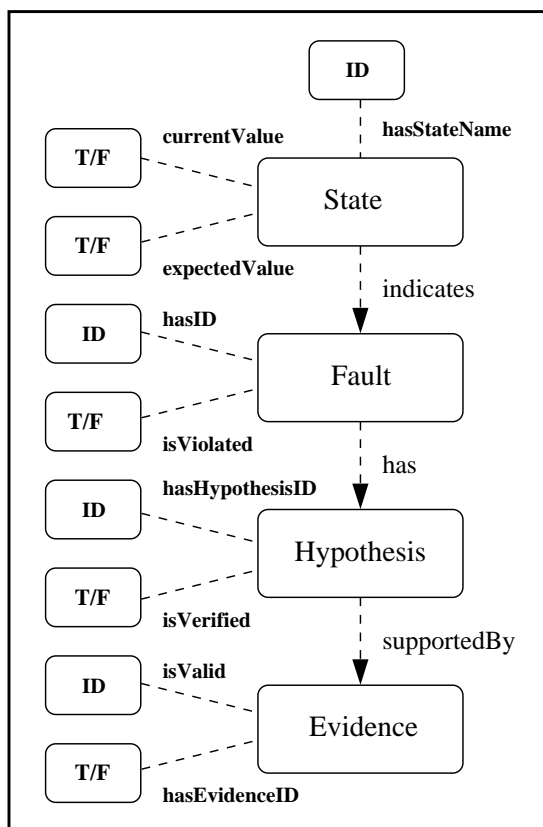 ID
hasStateName
currentValue
T/F
State
T/F
expectedValue
indicates
hasID
ID
Fault
T/F
isViolated
has
hasHypothesisID
ID
Hypothesis
T/F
isVerified
supportedBy
isValid
ID
Evidence
T/F
hasEvidenceID